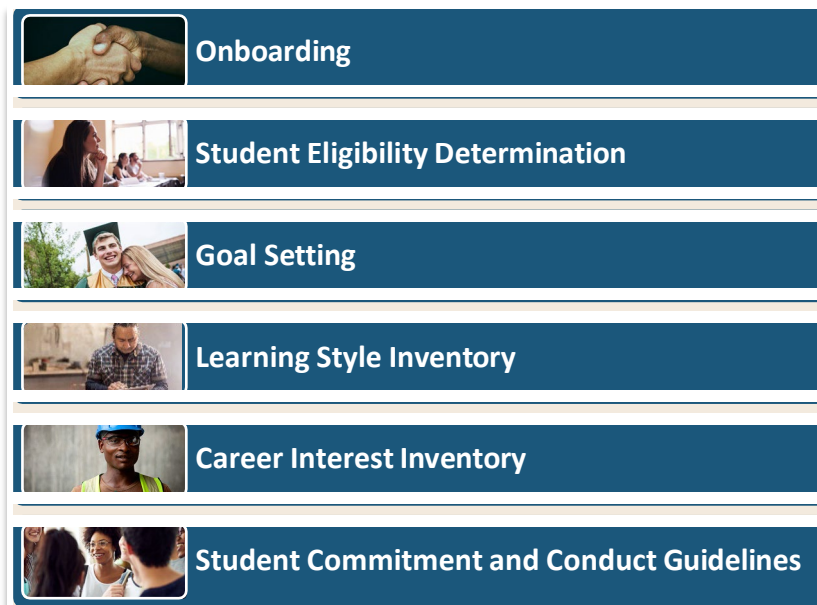 Onboarding
Student Eligibility Determination
Goal Setting
Learning Style Inventory
Career Interest Inventory
Student Commitment and Conduct Guidelines